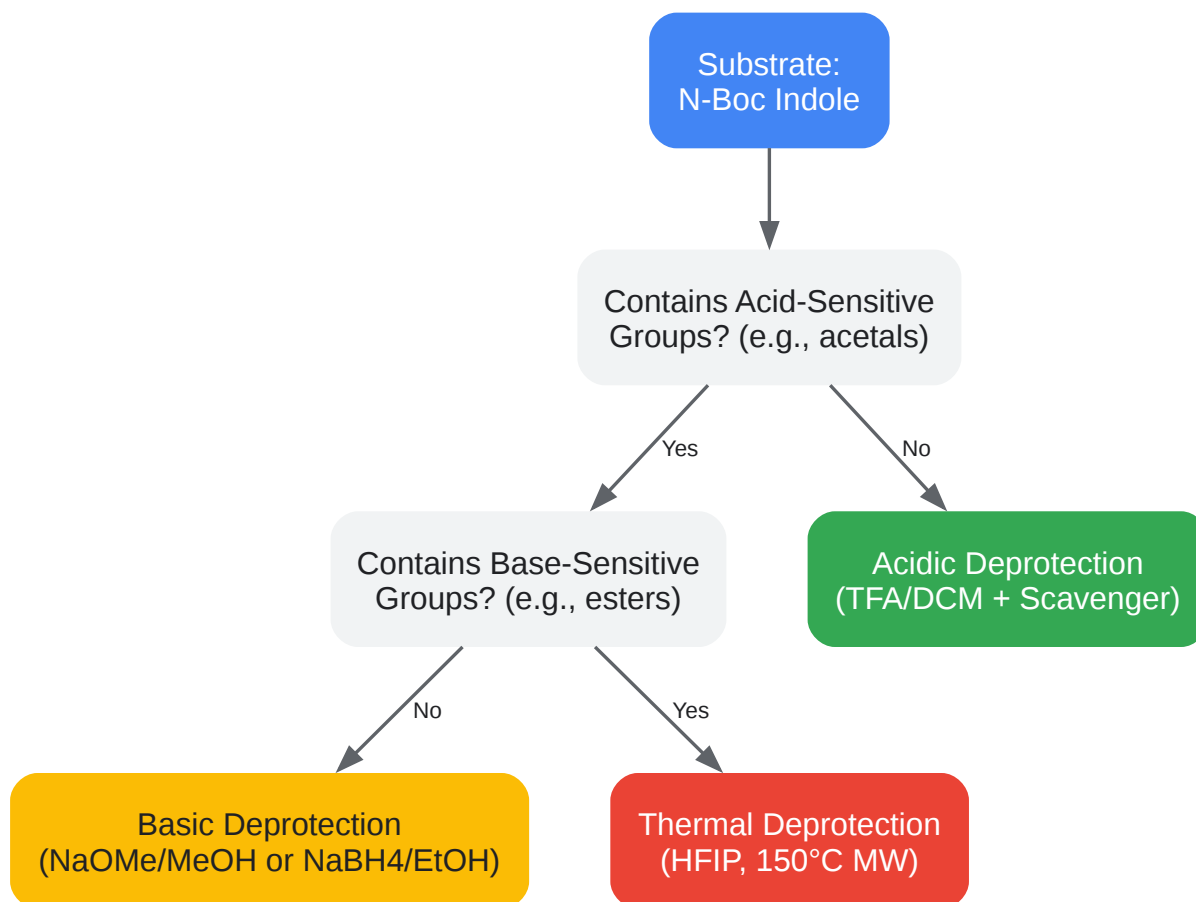 Substrate:
N-Boc Indole
Contains Acid-Sensitive
Groups? (e.g., acetals)
Yes
No
Contains Base-Sensitive
Groups? (e.g., esters)
Acidic Deprotection
(TFA/DCM + Scavenger)
No
Yes
Basic Deprotection
(NaOMe/MeOH or NaBH4/EtOH)
Thermal Deprotection
(HFIP, 150°C MW)